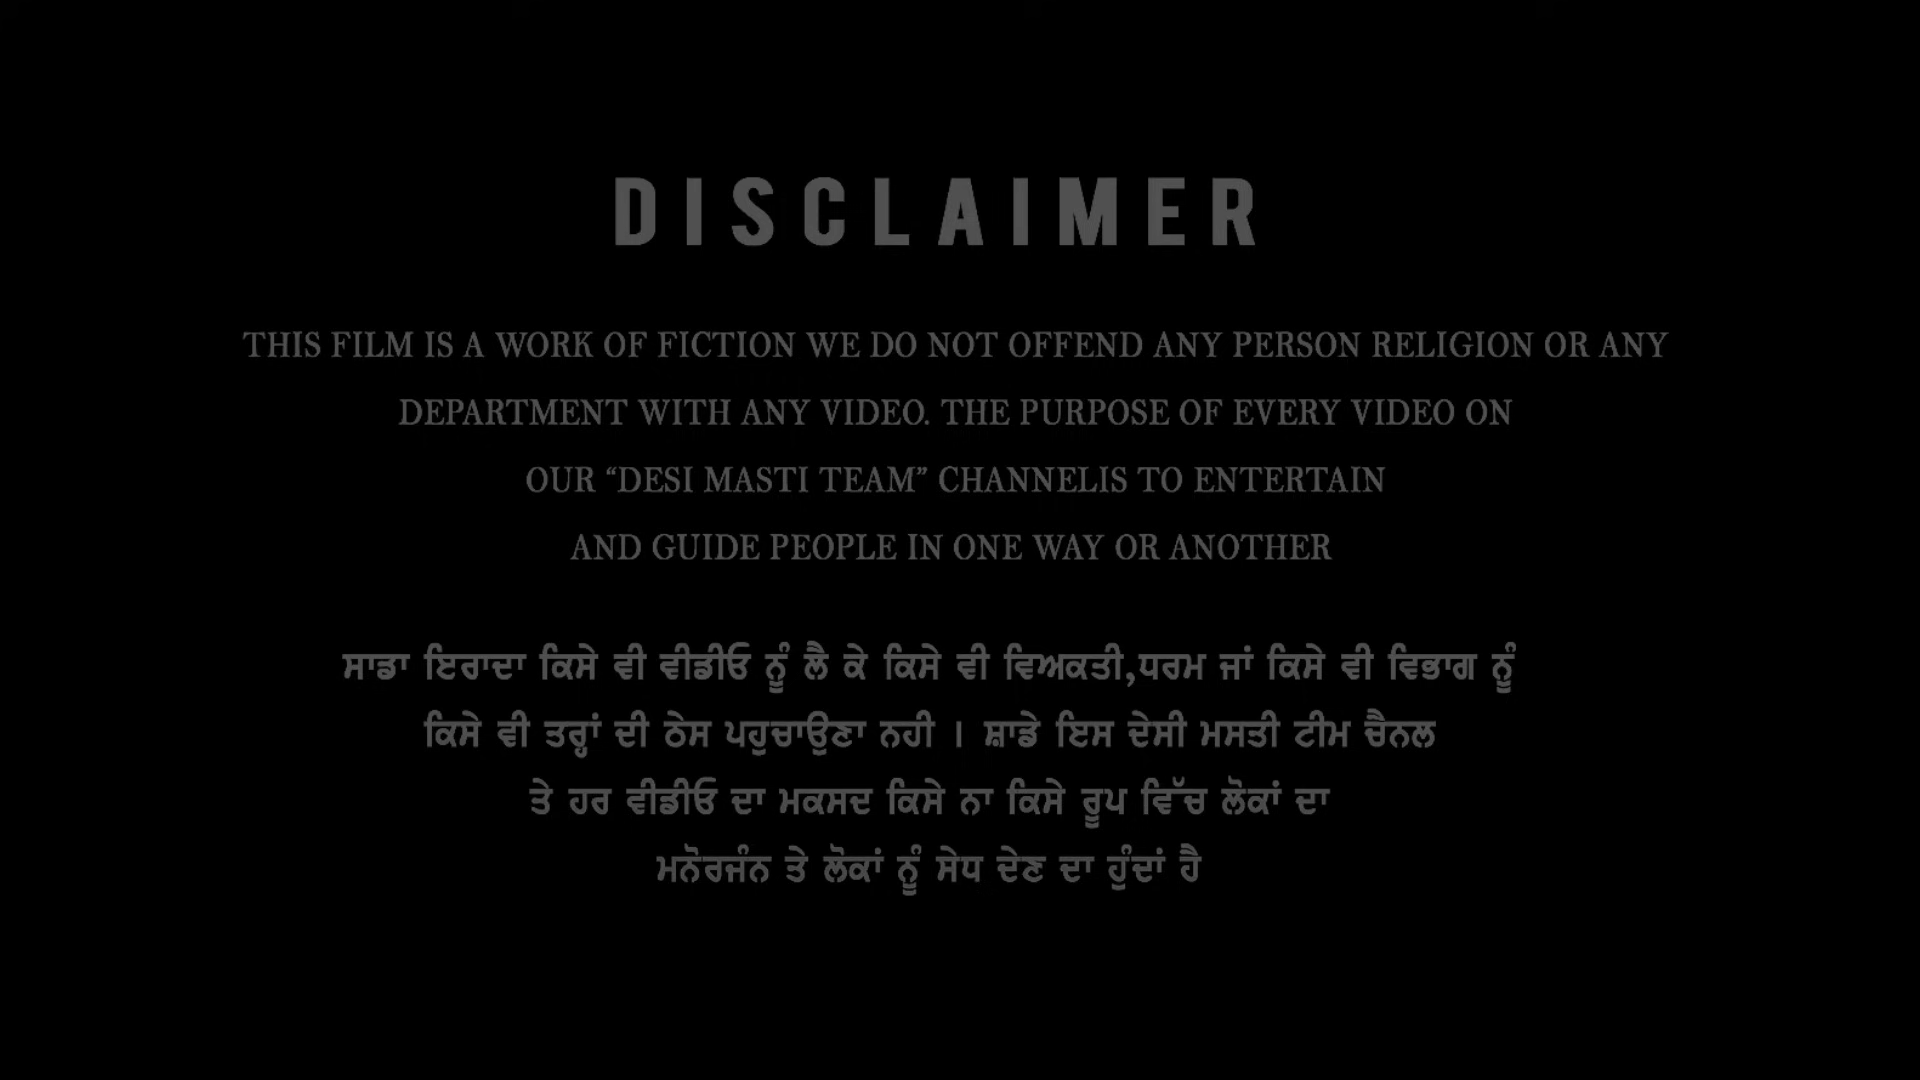 DISCLAIMER
THIS FILM IS A WORK OF FICTION WE DO NOT OFFEND ANY PERSON RELIGION OR ANY
DEPARTMENT WITH ANY VIDEO. THE PURPOSE OF EVERY VIDEO ON
OUR “DESI MASTI TEAM” CHANNELIS TO ENTERTAIN
AND GUIDE PEOPLE IN ONE WAY OR ANOTHER
ਸਾਡਾ ਇਰਾਦਾ ਕਿਸੇ ਵੀ ਵੀਡੀਓ ਨੂੰ ਲੈ ਕੇ ਕਿਸੇ ਵੀ ਵਿਅਕਤੀ,ਧਰਮ ਜਾਂ ਕਿਸੇ ਵੀ ਵਿਭਾਗ ਨੂੰ
ਕਿਸੇ ਵੀ ਤਰ੍ਹਾਂ ਦੀ ਠੇਸ ਪਹੁਚਾਉਣਾ ਨਹੀ । ਸ਼ਾਡੇ ਇਸ ਦੇਸੀ ਮਸਤੀ ਟੀਮ ਚੈਨਲ
ਤੇ ਹਰ ਵੀਡੀਓ ਦਾ ਮਕਸਦ ਕਿਸੇ ਨਾ ਕਿਸੇ ਰੂਪ ਵਿੱਚ ਲੋਕਾਂ ਦਾ
ਮਨੋਰਜੰਨ ਤੇ ਲੋਕਾਂ ਨੂੰ ਸੇਧ ਦੇਣ ਦਾ ਹੁੰਦਾਂ ਹੈ